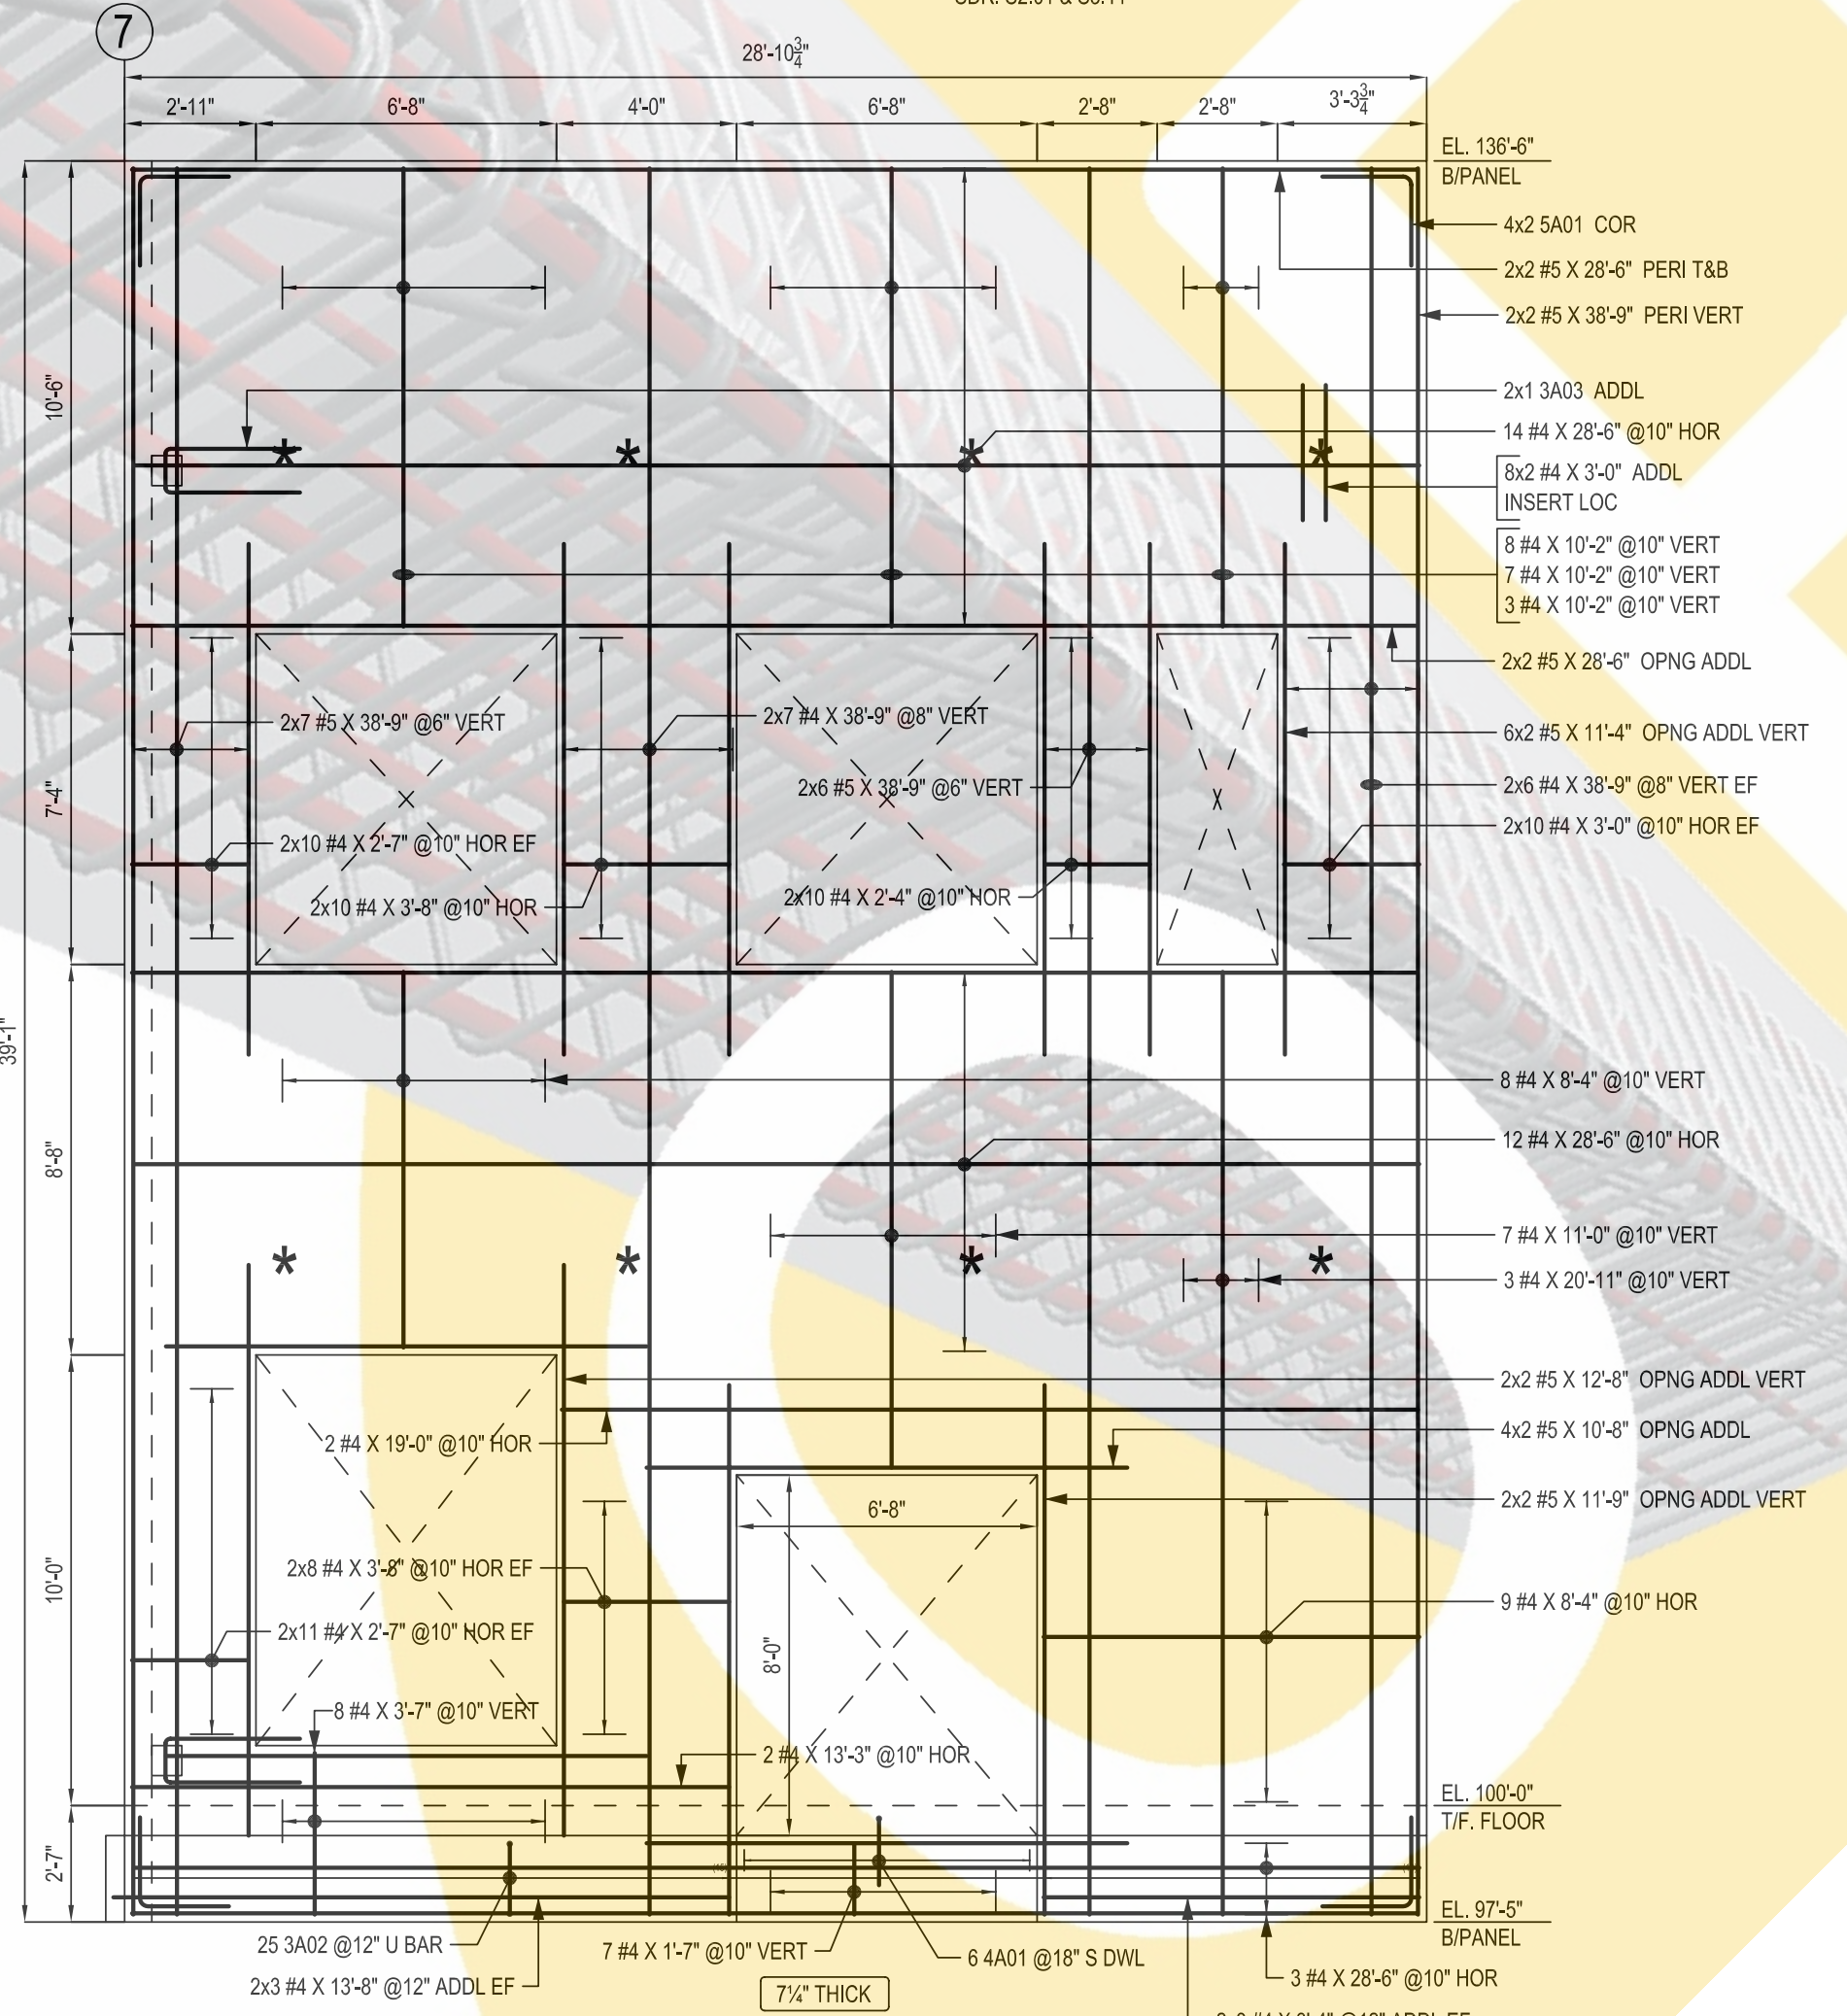 7
28'-10¾"
2'-11"
6'-8"
4'-0"
6'-8"
2'-8"
2'-8"
3'-3¾"
EL. 136'-6"
B/PANEL
4x2 5A01 COR
2x2 #5 X 28'-6" PERI T&B
2x2 #5 X 38'-9" PERI VERT
10'-6"
2x1 3A03 ADDL
14 #4 X 28'-6" @10" HOR
* * * *
8x2 #4 X 3'-0" ADDL
INSERT LOC
8 #4 X 10'-2" @10" VERT
7 #4 X 10'-2" @10" VERT
3 #4 X 10'-2" @10" VERT
2x2 #5 X 28'-6" OPNG ADDL
2x7 #5 X 38'-9" @6" VERT
2x7 #4 X 38'-9" @8" VERT
6x2 #5 X 11'-4" OPNG ADDL VERT
7'-4"
2x6 #5 X 38'-9" @6" VERT
2x6 #4 X 38'-9" @8" VERT EF
2x10 #4 X 3'-0" @10" HOR EF
2x10 #4 X 2'-7" @10" HOR EF
2x10 #4 X 3'-8" @10" HOR
2x10 #4 X 2'-4" @10" HOR
39'-1"
8 #4 X 8'-4" @10" VERT
8'-8"
12 #4 X 28'-6" @10" HOR
7 #4 X 11'-0" @10" VERT
* * * *
3 #4 X 20'-11" @10" VERT
2x2 #5 X 12'-8" OPNG ADDL VERT
2 #4 X 19'-0" @10" HOR
4x2 #5 X 10'-8" OPNG ADDL
6'-8"
2x2 #5 X 11'-9" OPNG ADDL VERT
10'-0"
2x8 #4 X 3'-8" @10" HOR EF
9 #4 X 8'-4" @10" HOR
2x11 #4 X 2'-7" @10" HOR EF
8'-0"
8 #4 X 3'-7" @10" VERT
2 #4 X 13'-3" @10" HOR
EL. 100'-0"
T/F. FLOOR
2'-7"
EL. 97'-5"
B/PANEL
25 3A02 @12" U BAR
7 #4 X 1'-7" @10" VERT
6 4A01 @18" S DWL
3 #4 X 28'-6" @10" HOR
2x3 #4 X 13'-8" @12" ADDL EF
7¼" THICK